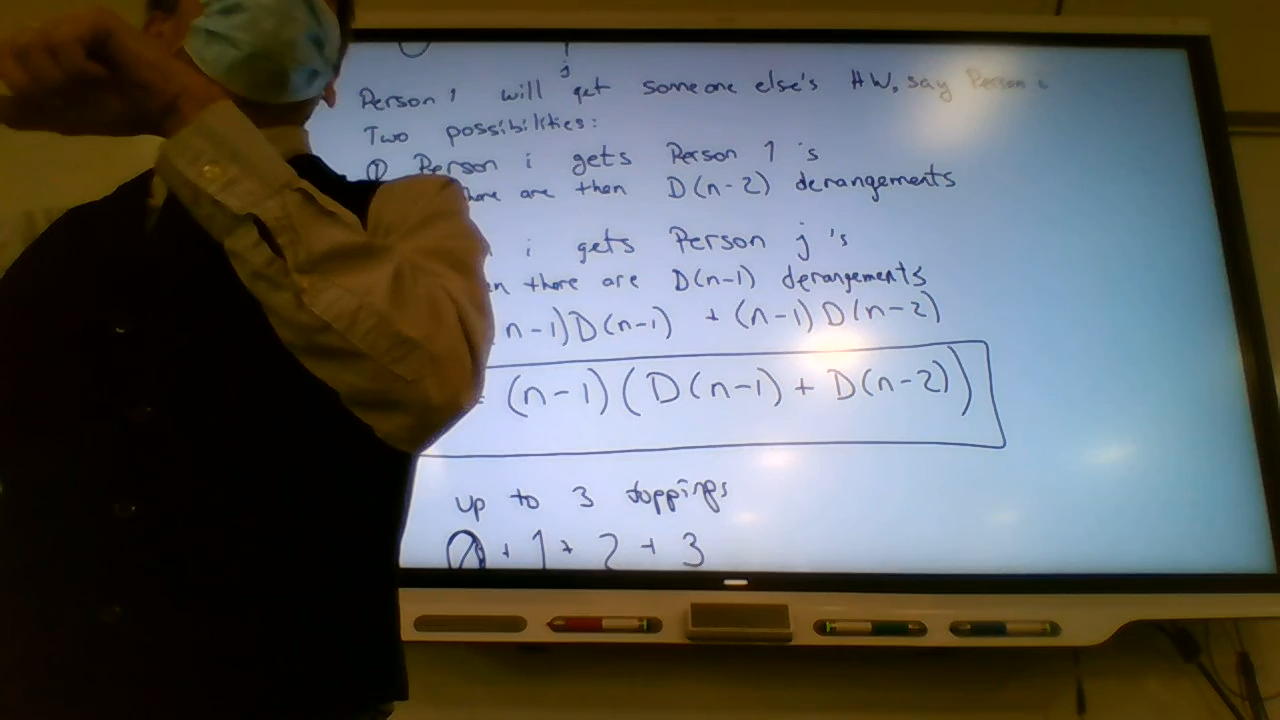 j
Person 1 will get someone else's HW, say Person i
Two possibilities:
① Person i gets Person 1's
there are then D(n-2) derangements
i gets Person j's
en there are D(n-1) derangements
(n-1)D(n-1) + (n-1)D(n-2)
= (n-1)(D(n-1) + D(n-2))
up to 3 toppings
0 + 1 + 2 + 3